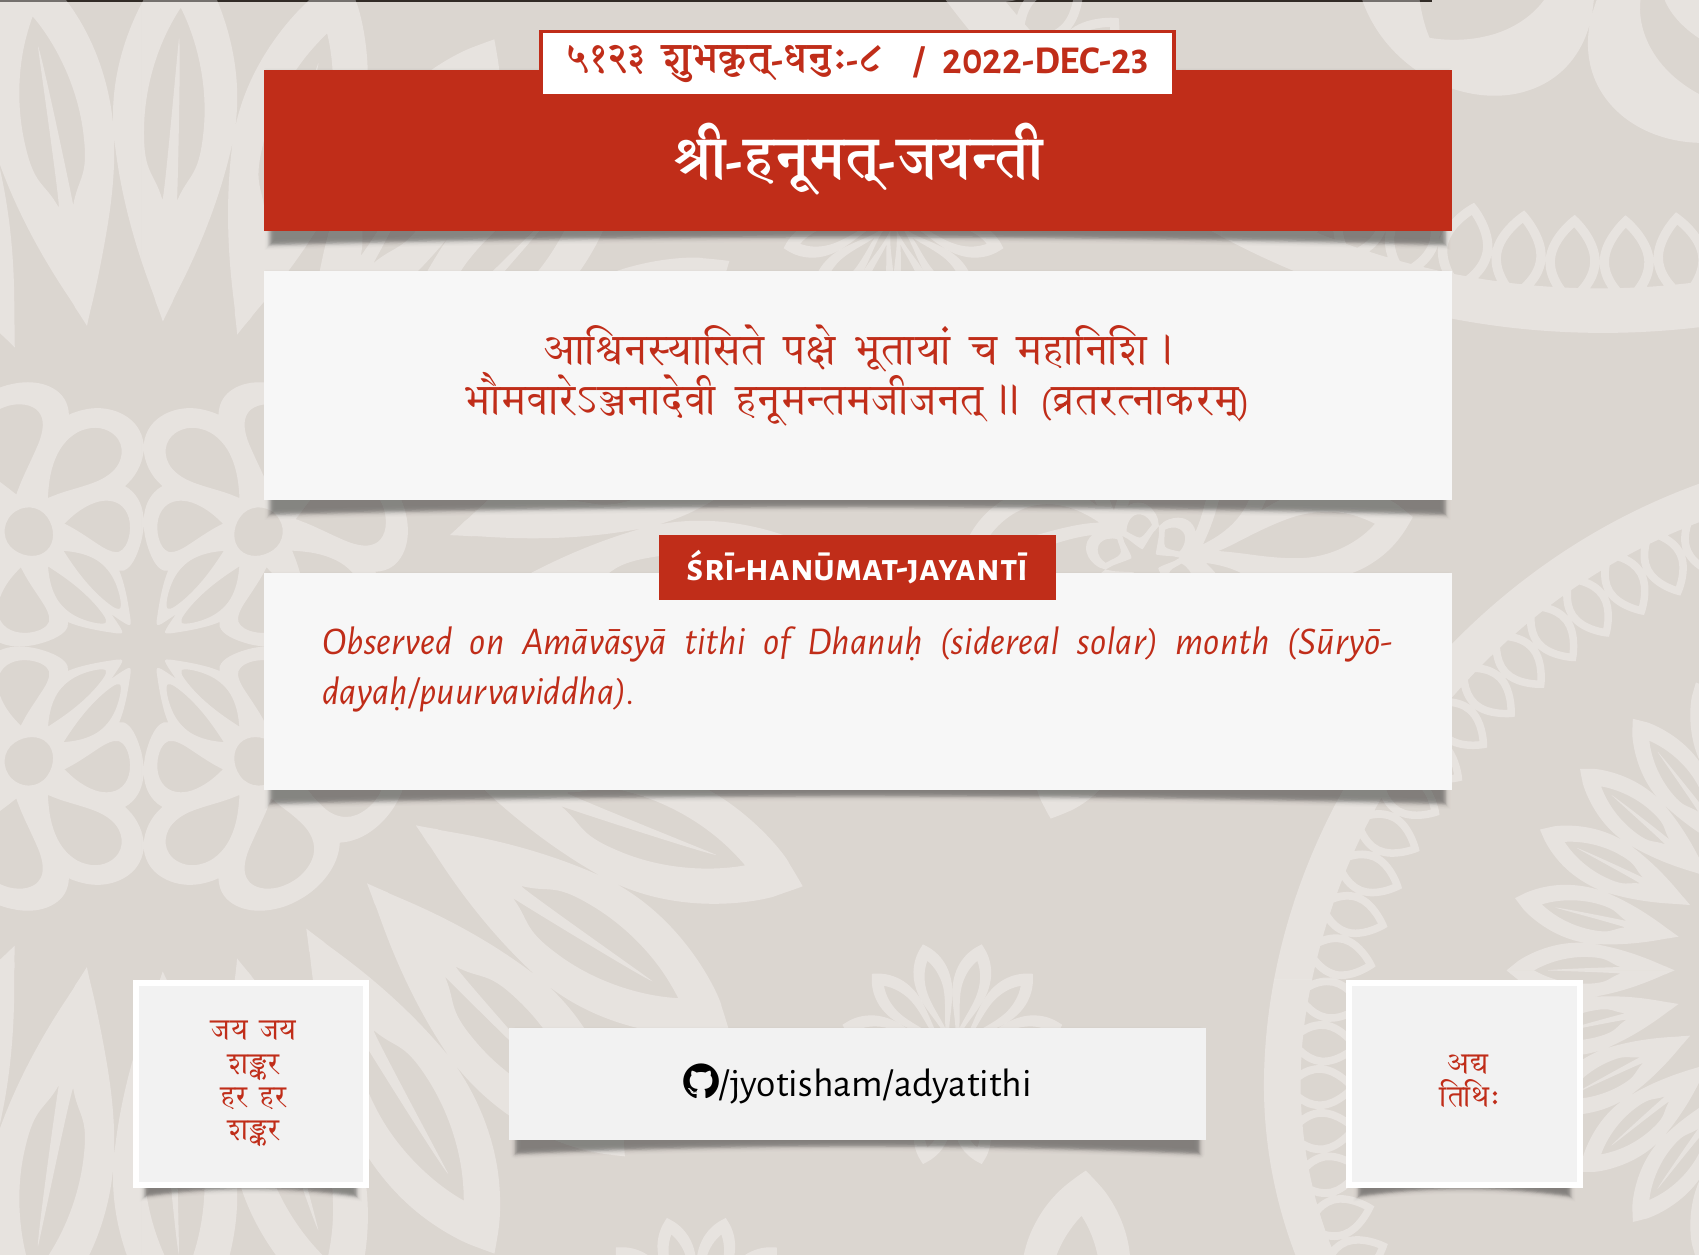 ५१२३ शुभकृत्-धनुः-८ / 2022-DEC-23
श्री-हनूमत्-जयन्ती
आश्विनस्यासिते पक्षे भूतायां च महानिशि ।
भौमवारेऽञ्जनादेवी हनूमन्तमजीजनत् ॥ (व्रतरत्नाकरम्)
ŚRĪ-HANŪMAT-JAYANTĪ
Observed on Amāvāsyā tithi of Dhanuḥ (sidereal solar) month (Sūryō-
dayaḥ/puurvaviddha).
जय जय
शङ्कर
हर हर
शङ्कर
/jyotisham/adyatithi
अद्य
तिथिः